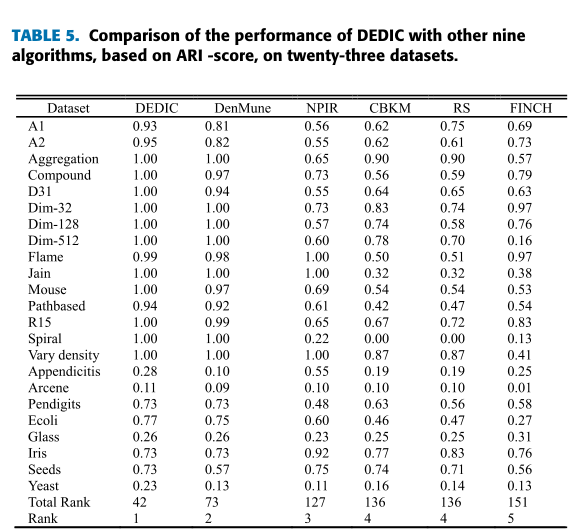 TABLE 5. Comparison of the performance of DEDIC with other nine
algorithms, based on ARI -score, on twenty-three datasets.
Dataset DEDIC DenMune NPIR CBKM RS FINCH
A1 0.93 0.81 0.56 0.62 0.75 0.69
A2 0.95 0.82 0.55 0.62 0.61 0.73
Aggregation 1.00 1.00 0.65 0.90 0.90 0.57
Compound 1.00 0.97 0.73 0.56 0.59 0.79
D31 1.00 0.94 0.55 0.64 0.65 0.63
Dim-32 1.00 1.00 0.73 0.83 0.74 0.97
Dim-128 1.00 1.00 0.57 0.74 0.58 0.76
Dim-512 1.00 1.00 0.60 0.78 0.70 0.16
Flame 0.99 0.98 1.00 0.50 0.51 0.97
Jain 1.00 1.00 1.00 0.32 0.32 0.38
Mouse 1.00 0.97 0.69 0.54 0.54 0.53
Pathbased 0.94 0.92 0.61 0.42 0.47 0.54
R15 1.00 0.99 0.65 0.67 0.72 0.83
Spiral 1.00 1.00 0.22 0.00 0.00 0.13
Vary density 1.00 1.00 1.00 0.87 0.87 0.41
Appendicitis 0.28 0.10 0.55 0.19 0.19 0.25
Arcene 0.11 0.09 0.10 0.10 0.10 0.01
Pendigits 0.73 0.73 0.48 0.63 0.56 0.58
Ecoli 0.77 0.75 0.60 0.46 0.47 0.27
Glass 0.26 0.26 0.23 0.25 0.25 0.31
Iris 0.73 0.73 0.92 0.77 0.83 0.76
Seeds 0.73 0.57 0.75 0.74 0.71 0.56
Yeast 0.23 0.13 0.11 0.16 0.14 0.13
Total Rank 42 73 127 136 136 151
Rank 1 2 3 4 4 5